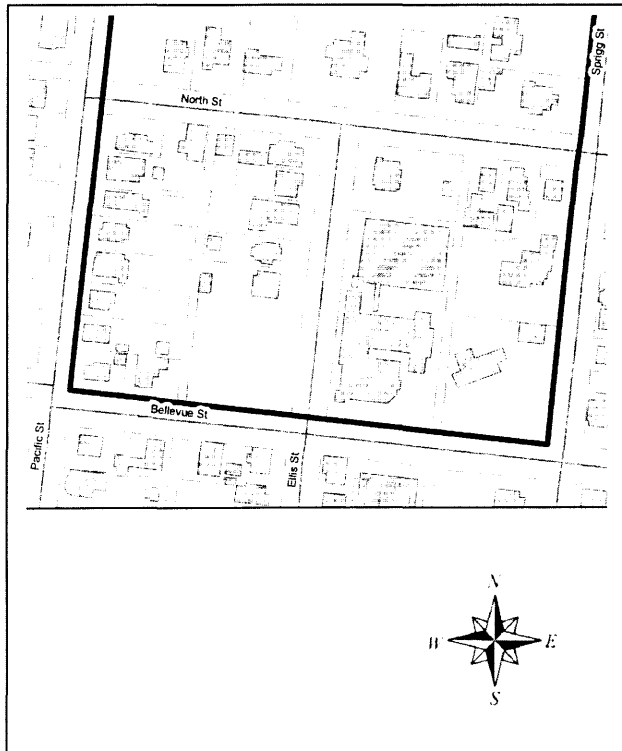 Sprigg St
North St
Bellevue St
Pacific St
Ellis St
N
W E
S